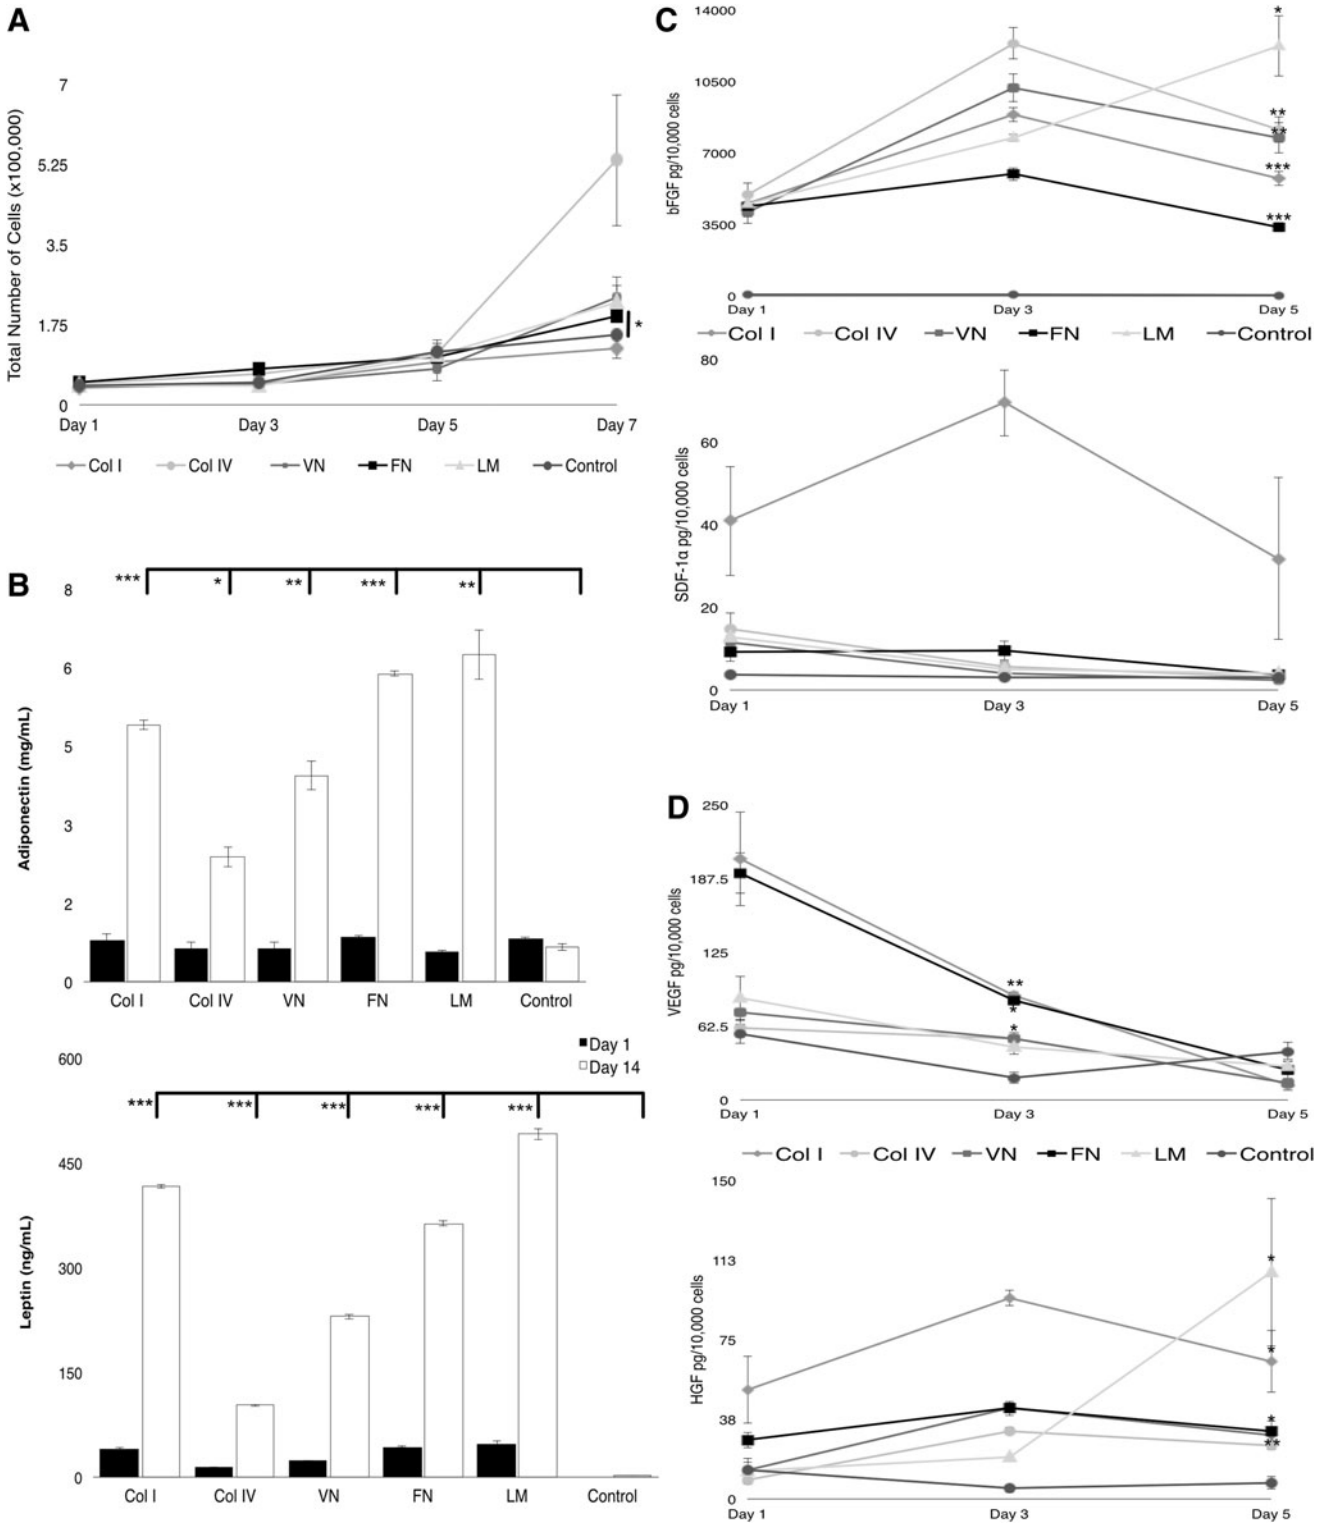 A
Total Number of Cells (x100,000)
7
5.25
3.5
1.75
0
*
Day 1 Day 3 Day 5 Day 7
Col I Col IV VN FN LM Control
B
*** * ** *** **
Adiponectin (mg/mL)
8
6
5
3
2
0
Col I Col IV VN FN LM Control
Day 1
Day 14
600
*** *** *** *** ***
Leptin (ng/mL)
450
300
150
0
Col I Col IV VN FN LM Control
C
bFGF pg/10,000 cells
14000
10500
7000
3500
0
*
**
**
***
***
Day 1 Day 3 Day 5
Col I Col IV VN FN LM Control
SDF-1α pg/10,000 cells
80
60
40
20
0
Day 1 Day 3 Day 5
D
VEGF pg/10,000 cells
250
187.5
125
62.5
0
**
*
*
Day 1 Day 3 Day 5
Col I Col IV VN FN LM Control
HGF pg/10,000 cells
150
113
75
38
0
*
*
*
**
Day 1 Day 3 Day 5